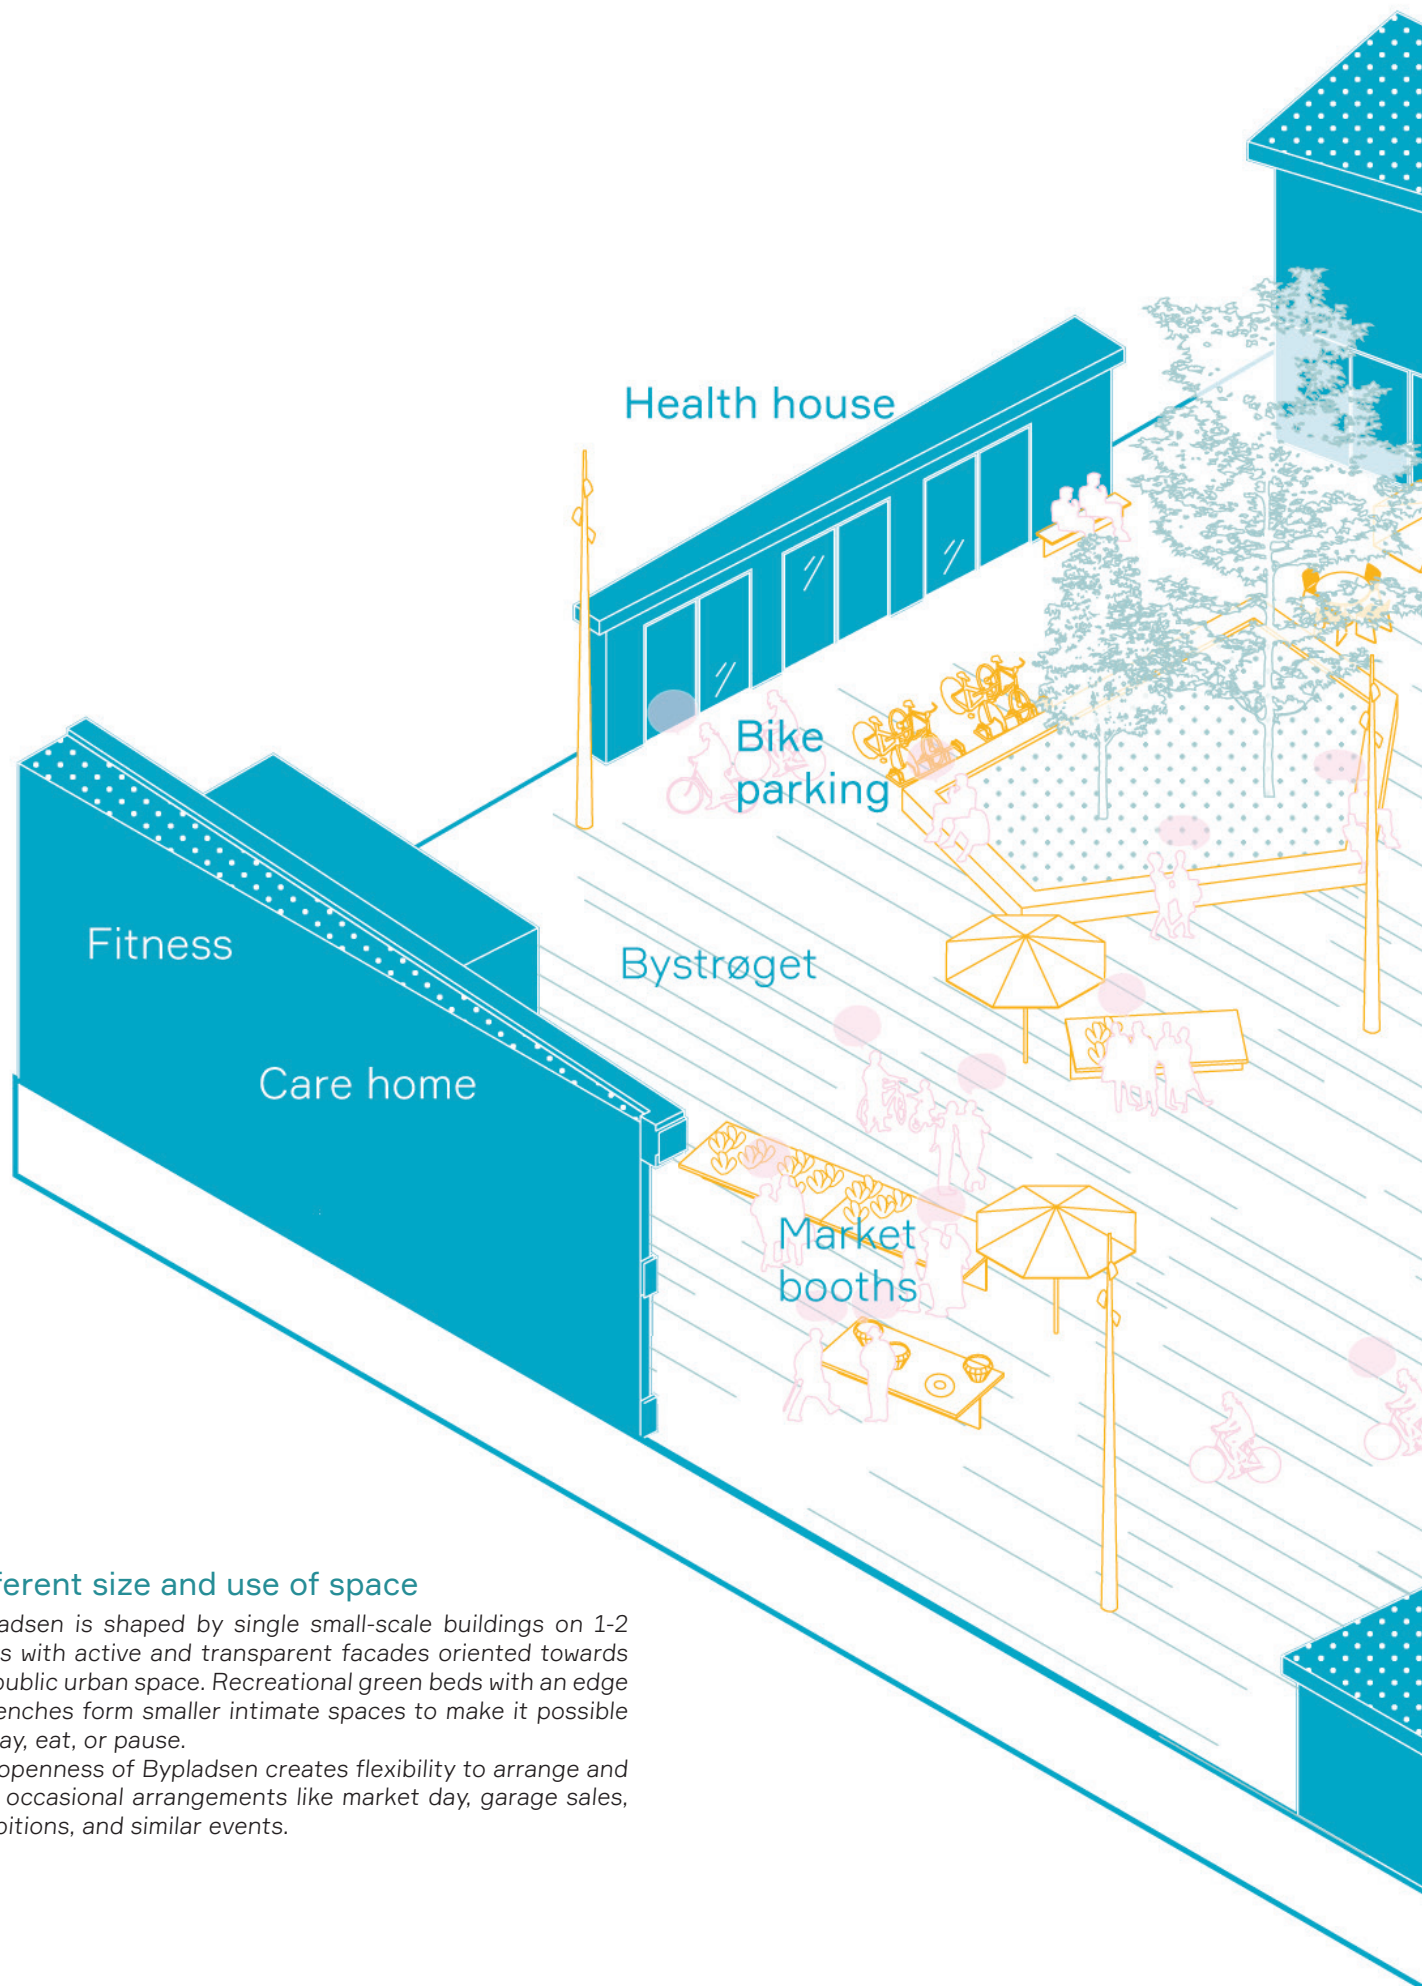 Health house
Bike
parking
Fitness
Bystrøget
Care home
Market
booths
ferent size and use of space
adsen is shaped by single small-scale buildings on 1-2
s with active and transparent facades oriented towards
public urban space. Recreational green beds with an edge
enches form smaller intimate spaces to make it possible
ay, eat, or pause.
openness of Bypladsen creates flexibility to arrange and
occasional arrangements like market day, garage sales,
bitions, and similar events.